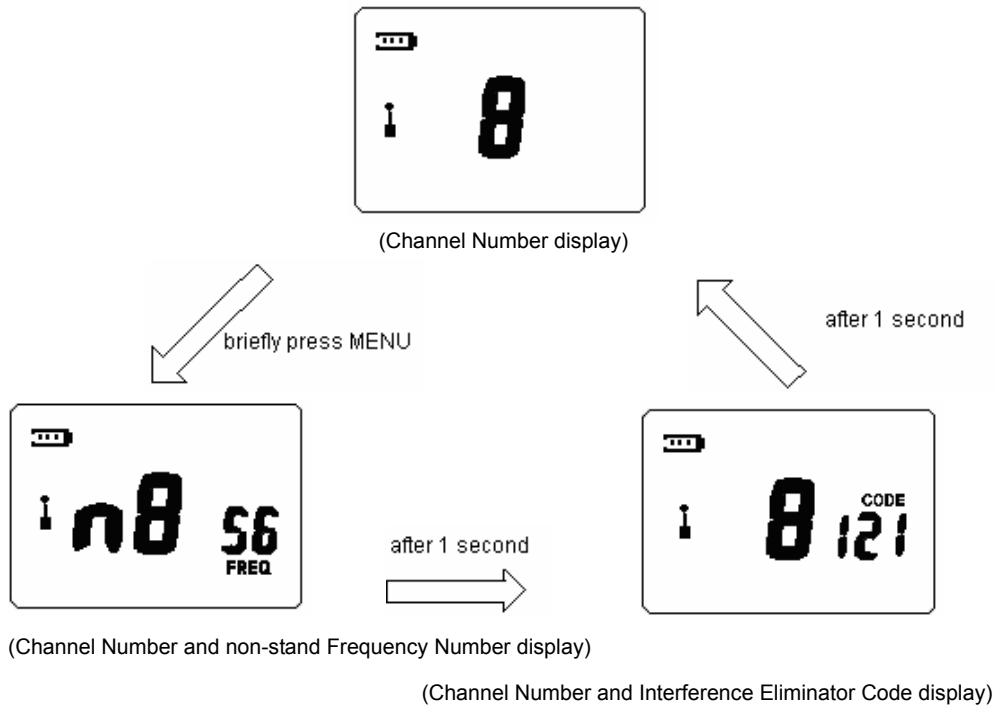 8
(Channel Number display)
briefly press MENU
after 1 second
n8 56
FREQ
after 1 second
CODE
8 121
(Channel Number and non-stand Frequency Number display)
(Channel Number and Interference Eliminator Code display)